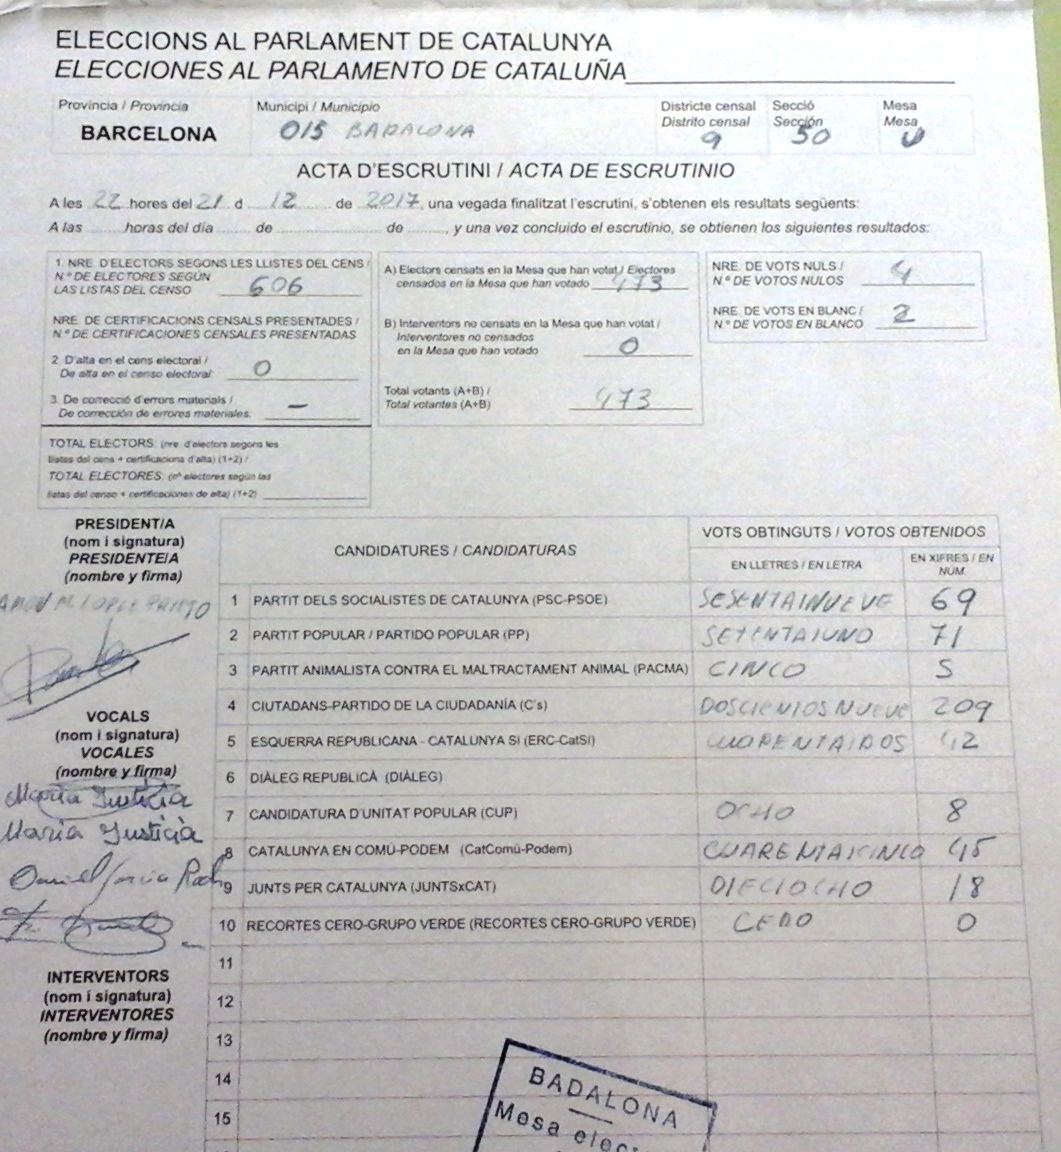 ELECCIONS AL PARLAMENT DE CATALUNYA
ELECCIONES AL PARLAMENTO DE CATALUÑA
Província / Provincia
BARCELONA
Municipi / Municipio
015 BADALONA
Districte censal
Distrito censal
9
Secció
Sección
50
Mesa
Mesa
U
ACTA D'ESCRUTINI / ACTA DE ESCRUTINIO
A les 22 hores del 21 d 12 de 2017, una vegada finalitzat l'escrutini, s'obtenen els resultats següents:
A las ........ horas del día ........ de ........ de ........, y una vez concluido el escrutinio, se obtienen los siguientes resultados:
1. NRE. D'ELECTORS SEGONS LES LLISTES DEL CENS /
N.º DE ELECTORES SEGÚN
LAS LISTAS DEL CENSO 606
NRE. DE CERTIFICACIONS CENSALS PRESENTADES /
N.º DE CERTIFICACIONES CENSALES PRESENTADAS
2. D'alta en el cens electoral /
De alta en el censo electoral: 0
3. De correcció d'errors materials /
De corrección de errores materiales: –
TOTAL ELECTORS: (nre. d'electors segons les
llistes del cens + certificacions d'alta) (1+2) /
TOTAL ELECTORES: (nº electores según las
listas del censo + certificaciones de alta) (1+2)
A) Electors censats en la Mesa que han votat / Electores
censados en la Mesa que han votado 473
B) Interventors no censats en la Mesa que han votat /
Interventores no censados
en la Mesa que han votado 0
Total votants (A+B) /
Total votantes (A+B) 473
NRE. DE VOTS NULS /
N.º DE VOTOS NULOS 4
NRE. DE VOTS EN BLANC /
N.º DE VOTOS EN BLANCO 2
PRESIDENT/A
(nom i signatura)
PRESIDENTE/A
(nombre y firma)
VOCALS
(nom i signatura)
VOCALES
(nombre y firma)
Maria Justicia
Maria Justicia
INTERVENTORS
(nom i signatura)
INTERVENTORES
(nombre y firma)
CANDIDATURES / CANDIDATURAS
VOTS OBTINGUTS / VOTOS OBTENIDOS
EN LLETRES / EN LETRA
EN XIFRES / EN
NÚM.
1 PARTIT DELS SOCIALISTES DE CATALUNYA (PSC-PSOE) SESENTAINUEVE 69
2 PARTIT POPULAR / PARTIDO POPULAR (PP) SETENTAIUNO 71
3 PARTIT ANIMALISTA CONTRA EL MALTRACTAMENT ANIMAL (PACMA) CINCO 5
4 CIUTADANS-PARTIDO DE LA CIUDADANÍA (C's) DOSCIENTOS NUEVE 209
5 ESQUERRA REPUBLICANA - CATALUNYA SÍ (ERC-CatSí) CUARENTAIDOS 42
6 DIÀLEG REPUBLICÀ (DIÀLEG)
7 CANDIDATURA D'UNITAT POPULAR (CUP) OCHO 8
8 CATALUNYA EN COMÚ-PODEM (CatComú-Podem) CUARENTAICINCO 45
9 JUNTS PER CATALUNYA (JUNTSxCAT) DIECIOCHO 18
10 RECORTES CERO-GRUPO VERDE (RECORTES CERO-GRUPO VERDE) CERO 0
11
12
13
14
15
BADALONA
Mesa elec